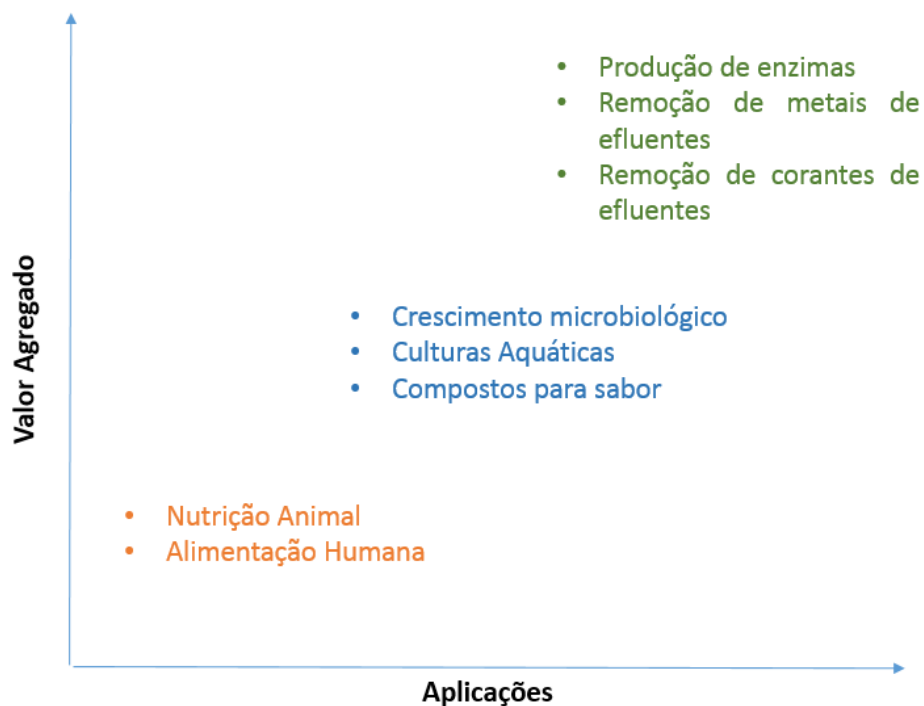 • Produção de enzimas
• Remoção de metais de
efluentes
• Remoção de corantes de
efluentes
Valor Agregado
• Crescimento microbiológico
• Culturas Aquáticas
• Compostos para sabor
• Nutrição Animal
• Alimentação Humana
Aplicações